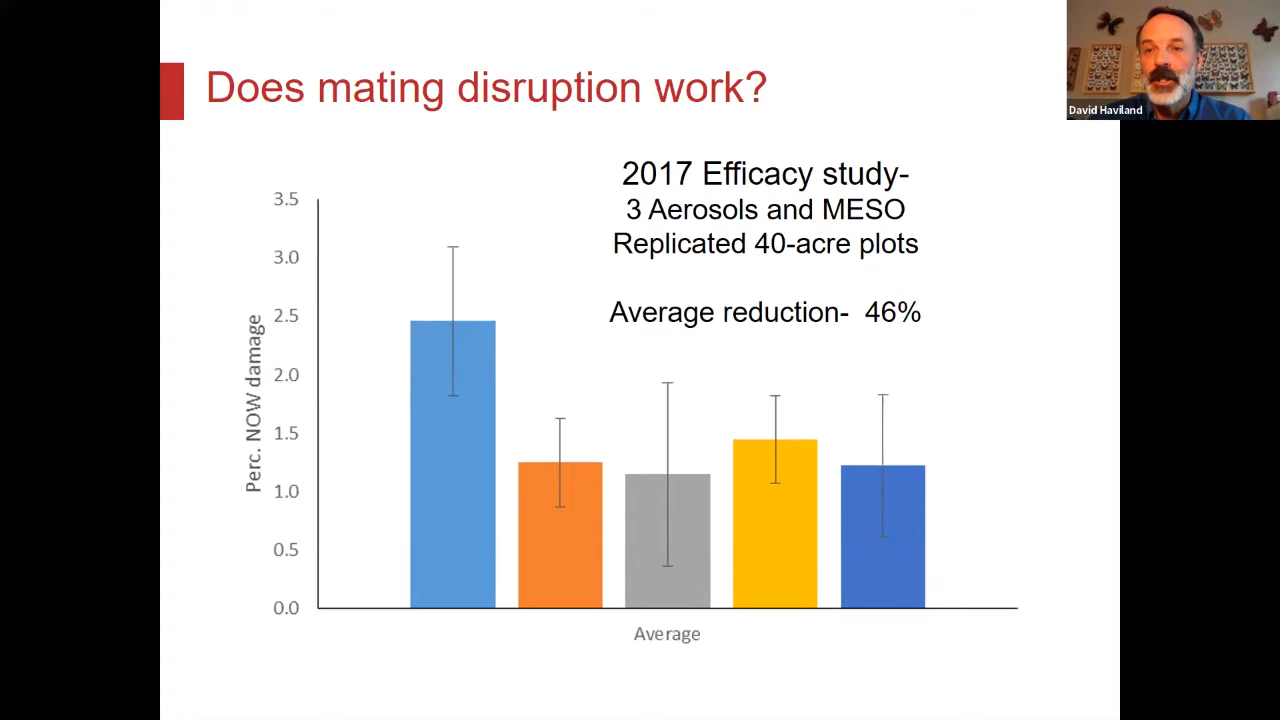 Does mating disruption work?
David Haviland
2017 Efficacy study-
3 Aerosols and MESO
Replicated 40-acre plots
Average reduction- 46%
Perc. NOW damage
3.5
3.0
2.5
2.0
1.5
1.0
0.5
0.0
Average